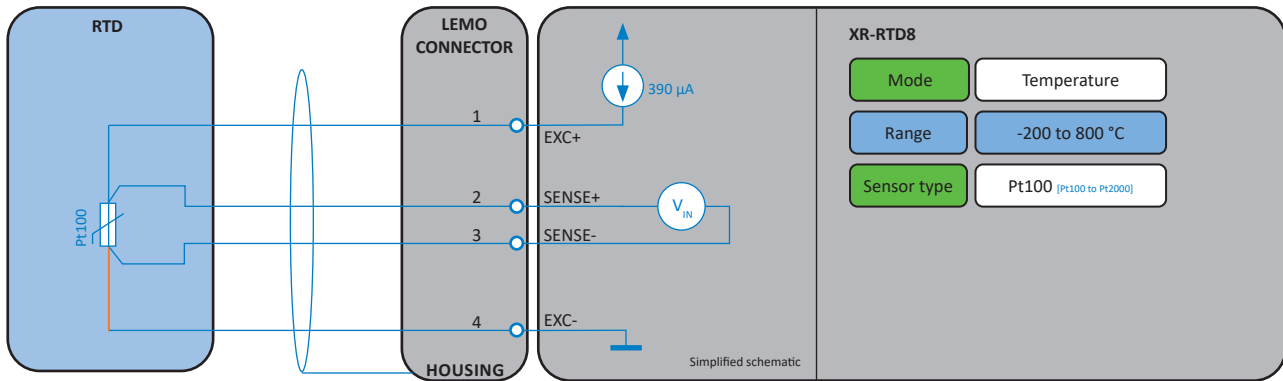 RTD
Pt100
LEMO
CONNECTOR
1
2
3
4
HOUSING
390 µA
EXC+
SENSE+
VIN
SENSE-
EXC-
Simplified schematic
XR-RTD8
Mode
Temperature
Range
-200 to 800 °C
Sensor type
Pt100 [Pt100 to Pt2000]